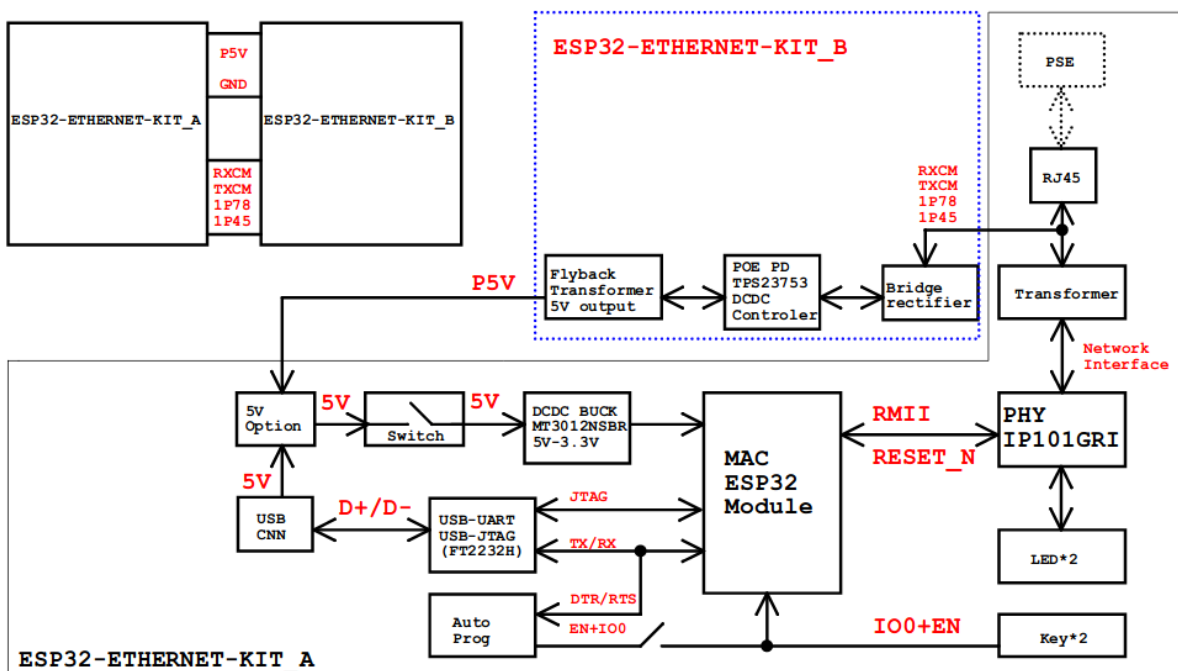 P5V
GND
ESP32-ETHERNET-KIT_A
ESP32-ETHERNET-KIT_B
RXCM
TXCM
1P78
1P45
ESP32-ETHERNET-KIT_B
PSE
RJ45
RXCM
TXCM
1P78
1P45
P5V
Flyback
Transformer
5V output
POE PD
TPS23753
DCDC
Controler
Bridge
rectifier
Transformer
Network
Interface
5V
Option
5V
Switch
5V
DCDC BUCK
MT3012NSBR
5V-3.3V
MAC
ESP32
Module
RMII
RESET_N
PHY
IP101GRI
5V
USB
CNN
D+/D-
USB-UART
USB-JTAG
(FT2232H)
JTAG
TX/RX
LED*2
Auto
Prog
DTR/RTS
EN+IO0
IO0+EN
Key*2
ESP32-ETHERNET-KIT_A